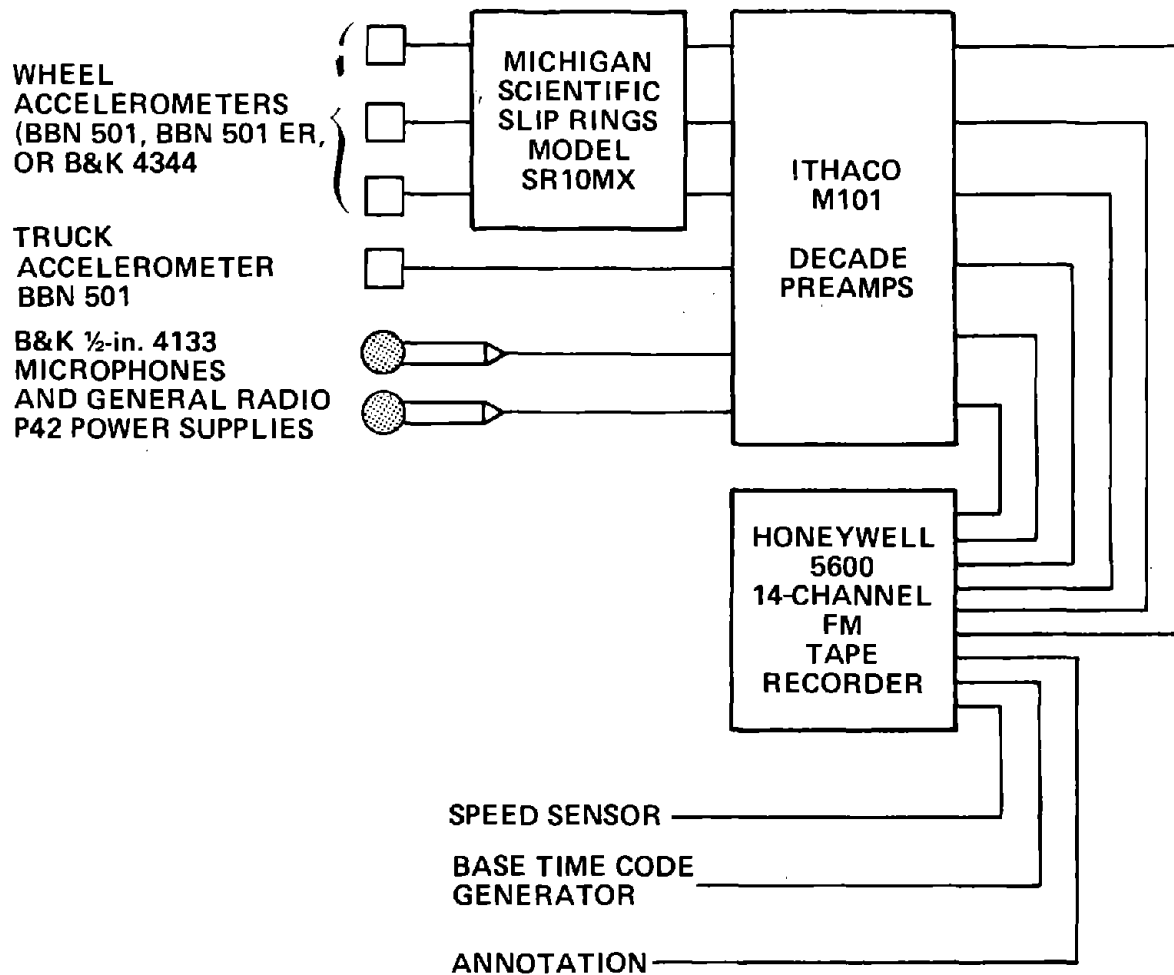 WHEEL
ACCELEROMETERS
(BBN 501, BBN 501 ER,
OR B&K 4344
TRUCK
ACCELEROMETER
BBN 501
B&K ½-in. 4133
MICROPHONES
AND GENERAL RADIO
P42 POWER SUPPLIES
MICHIGAN
SCIENTIFIC
SLIP RINGS
MODEL
SR10MX
ITHACO
M101
DECADE
PREAMPS
HONEYWELL
5600
14-CHANNEL
FM
TAPE
RECORDER
SPEED SENSOR
BASE TIME CODE
GENERATOR
ANNOTATION